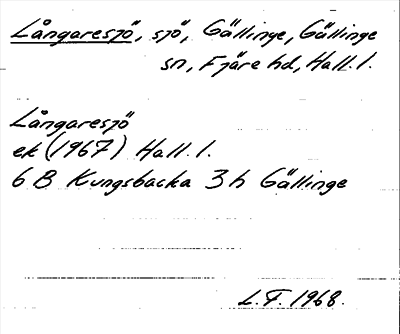 Långaresjö, sjö, Gällinge, Gällinge
sn, Fjäre hd, Hall. l.
Långaresjö
ek (1967) Hall. l.
6 B Kungsbacka 3 h Gällinge
L.F. 1968.